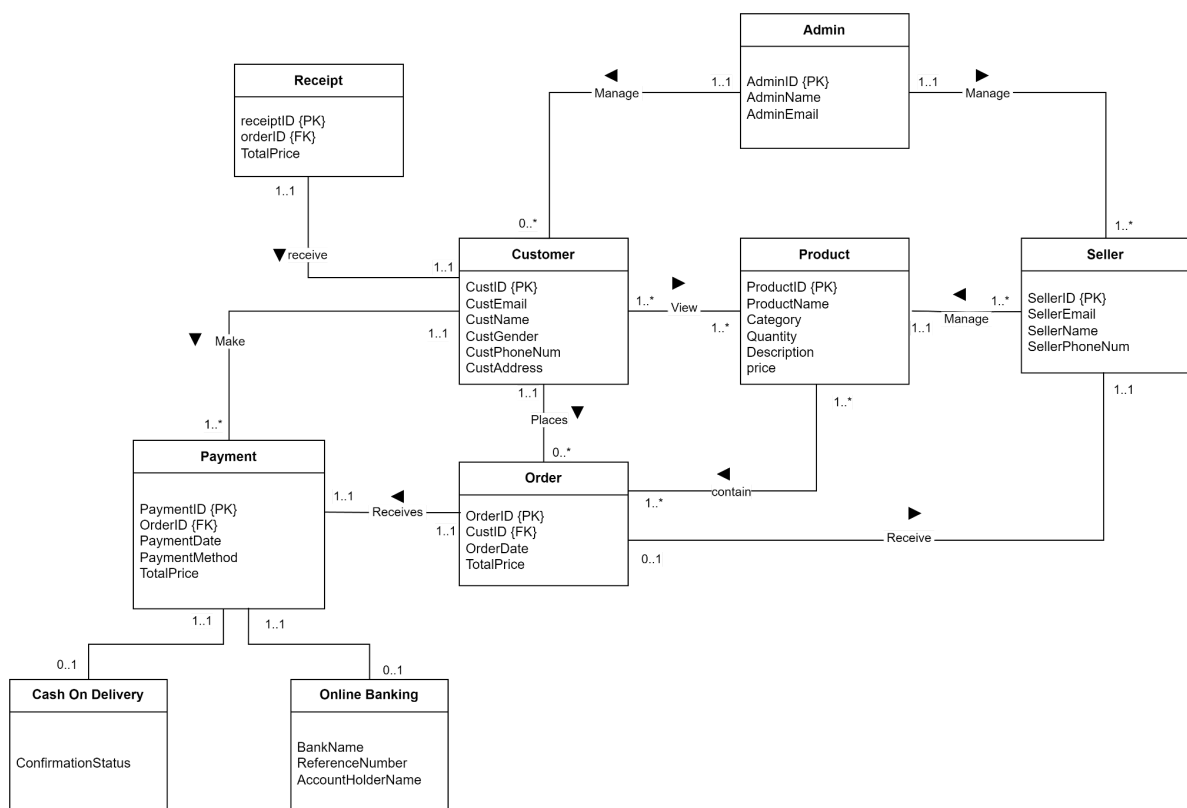 Admin
AdminID {PK}
AdminName
AdminEmail
Receipt
receiptID {PK}
orderID {FK}
TotalPrice
1..1
Manage
1..1
1..1
Manage
0..*
1..*
1..1
receive
1..1
Customer
CustID {PK}
CustEmail
CustName
CustGender
CustPhoneNum
CustAddress
1..*
View
1..*
Product
ProductID {PK}
ProductName
Category
Quantity
Description
price
1..1
Manage
1..*
Seller
SellerID {PK}
SellerEmail
SellerName
SellerPhoneNum
1..1
Make
1..*
1..1
Places
0..*
1..*
contain
1..*
1..1
Receive
0..1
Payment
PaymentID {PK}
OrderID {FK}
PaymentDate
PaymentMethod
TotalPrice
1..1
Receives
1..1
Order
OrderID {PK}
CustID {FK}
OrderDate
TotalPrice
1..1
1..1
0..1
0..1
Cash On Delivery
ConfirmationStatus
Online Banking
BankName
ReferenceNumber
AccountHolderName